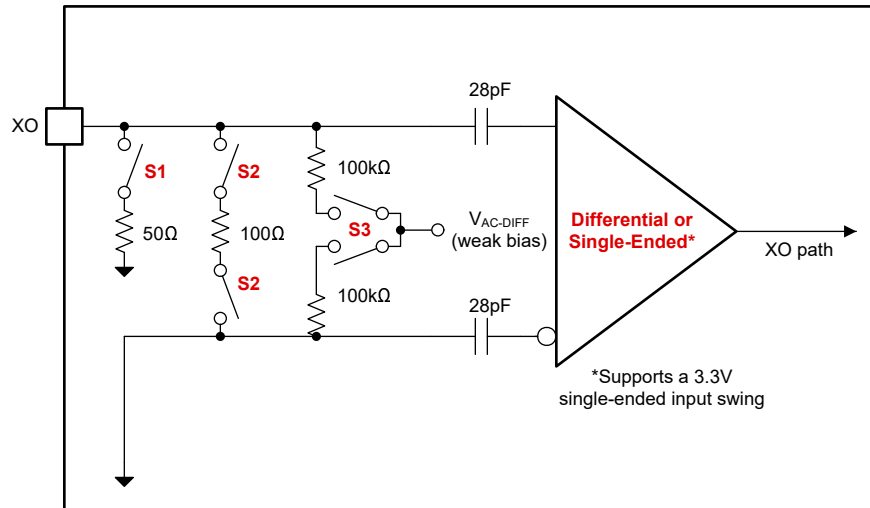 28pF
XO
S1
S2
100kΩ
50Ω
100Ω
S3
V_AC-DIFF
(weak bias)
Differential or
Single-Ended*
XO path
S2
100kΩ
28pF
*Supports a 3.3V
single-ended input swing